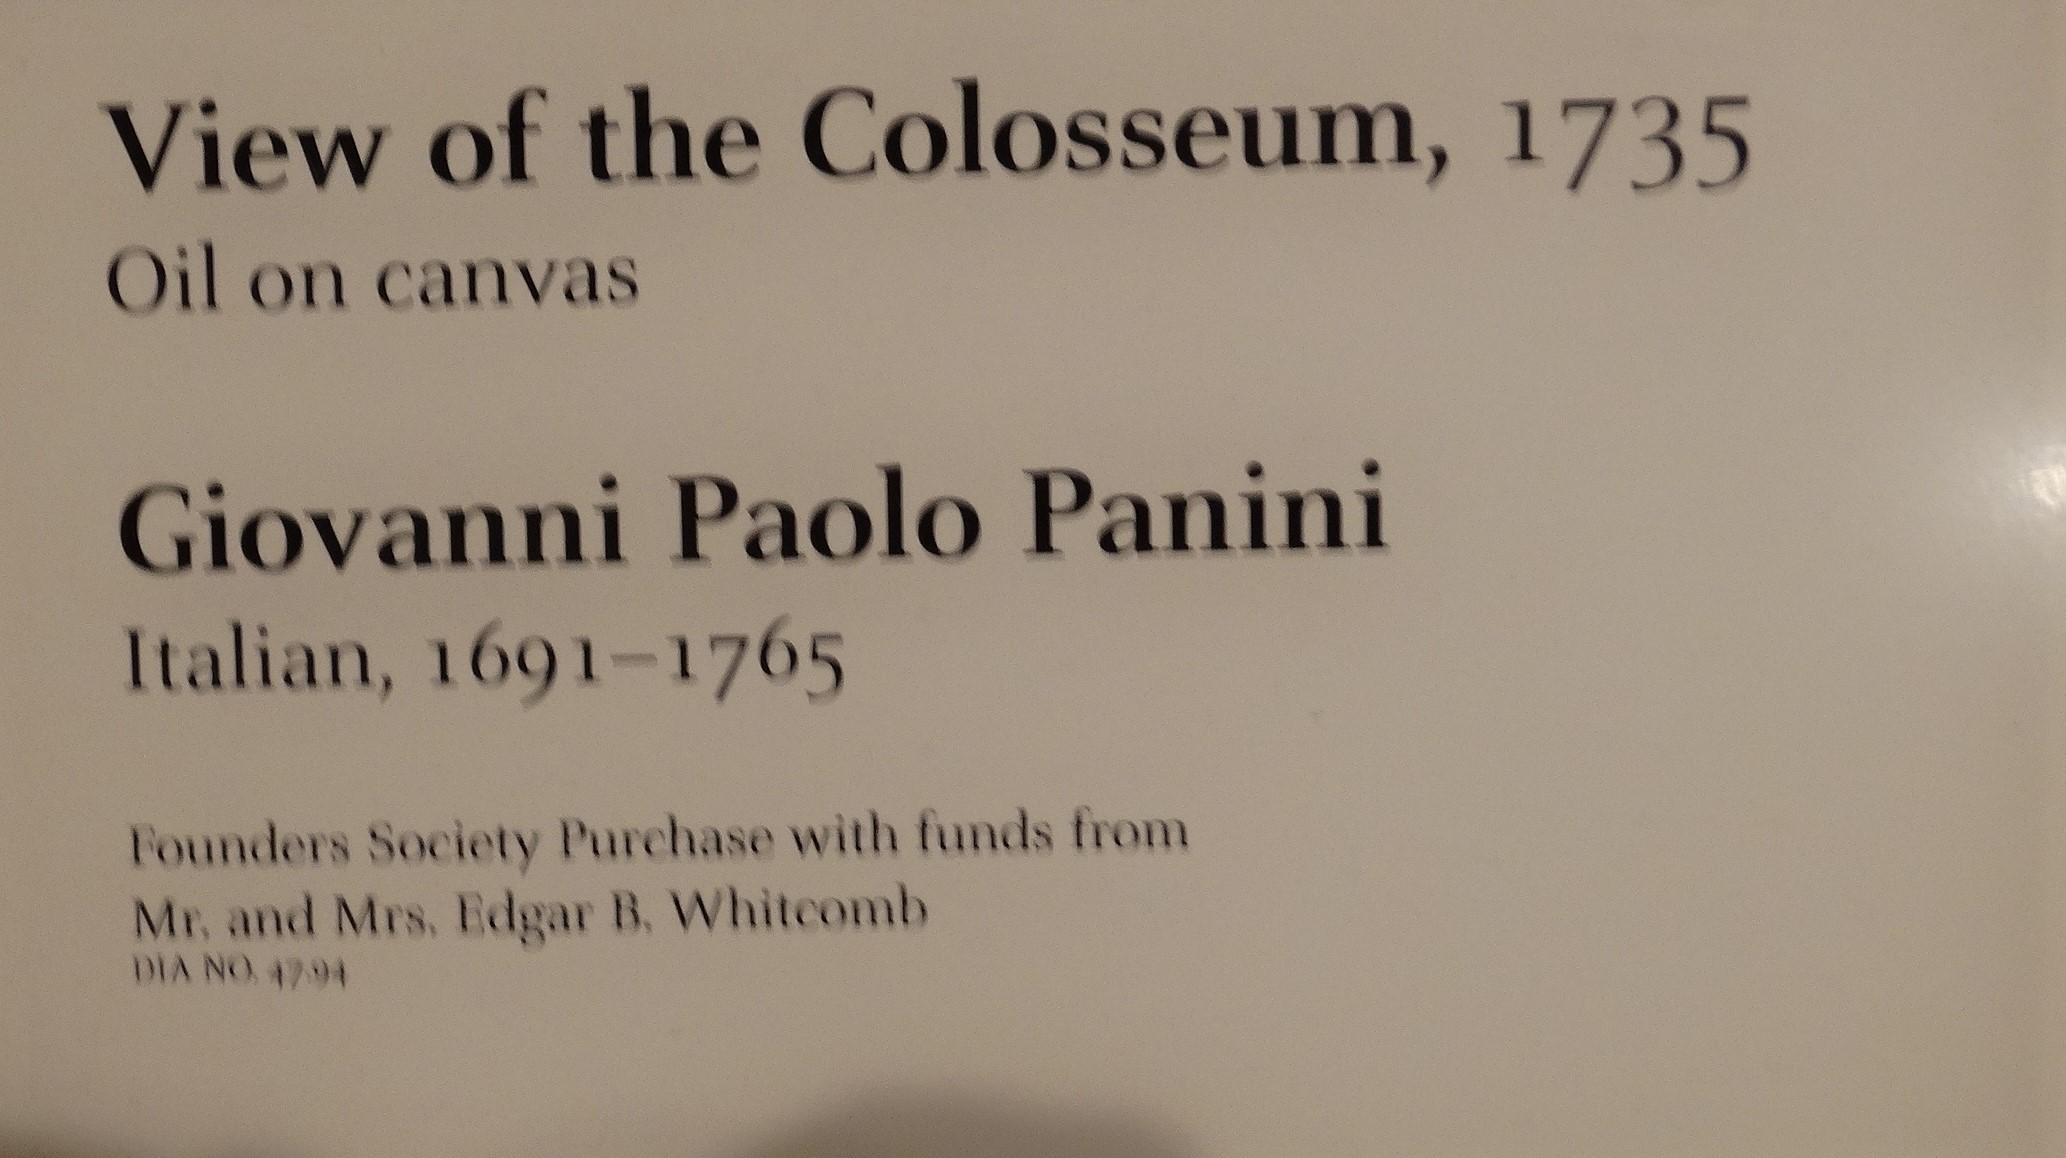 View of the Colosseum, 1735
Oil on canvas
Giovanni Paolo Panini
Italian, 1691–1765
Founders Society Purchase with funds from
Mr. and Mrs. Edgar B. Whitcomb
DIA NO. 47.94